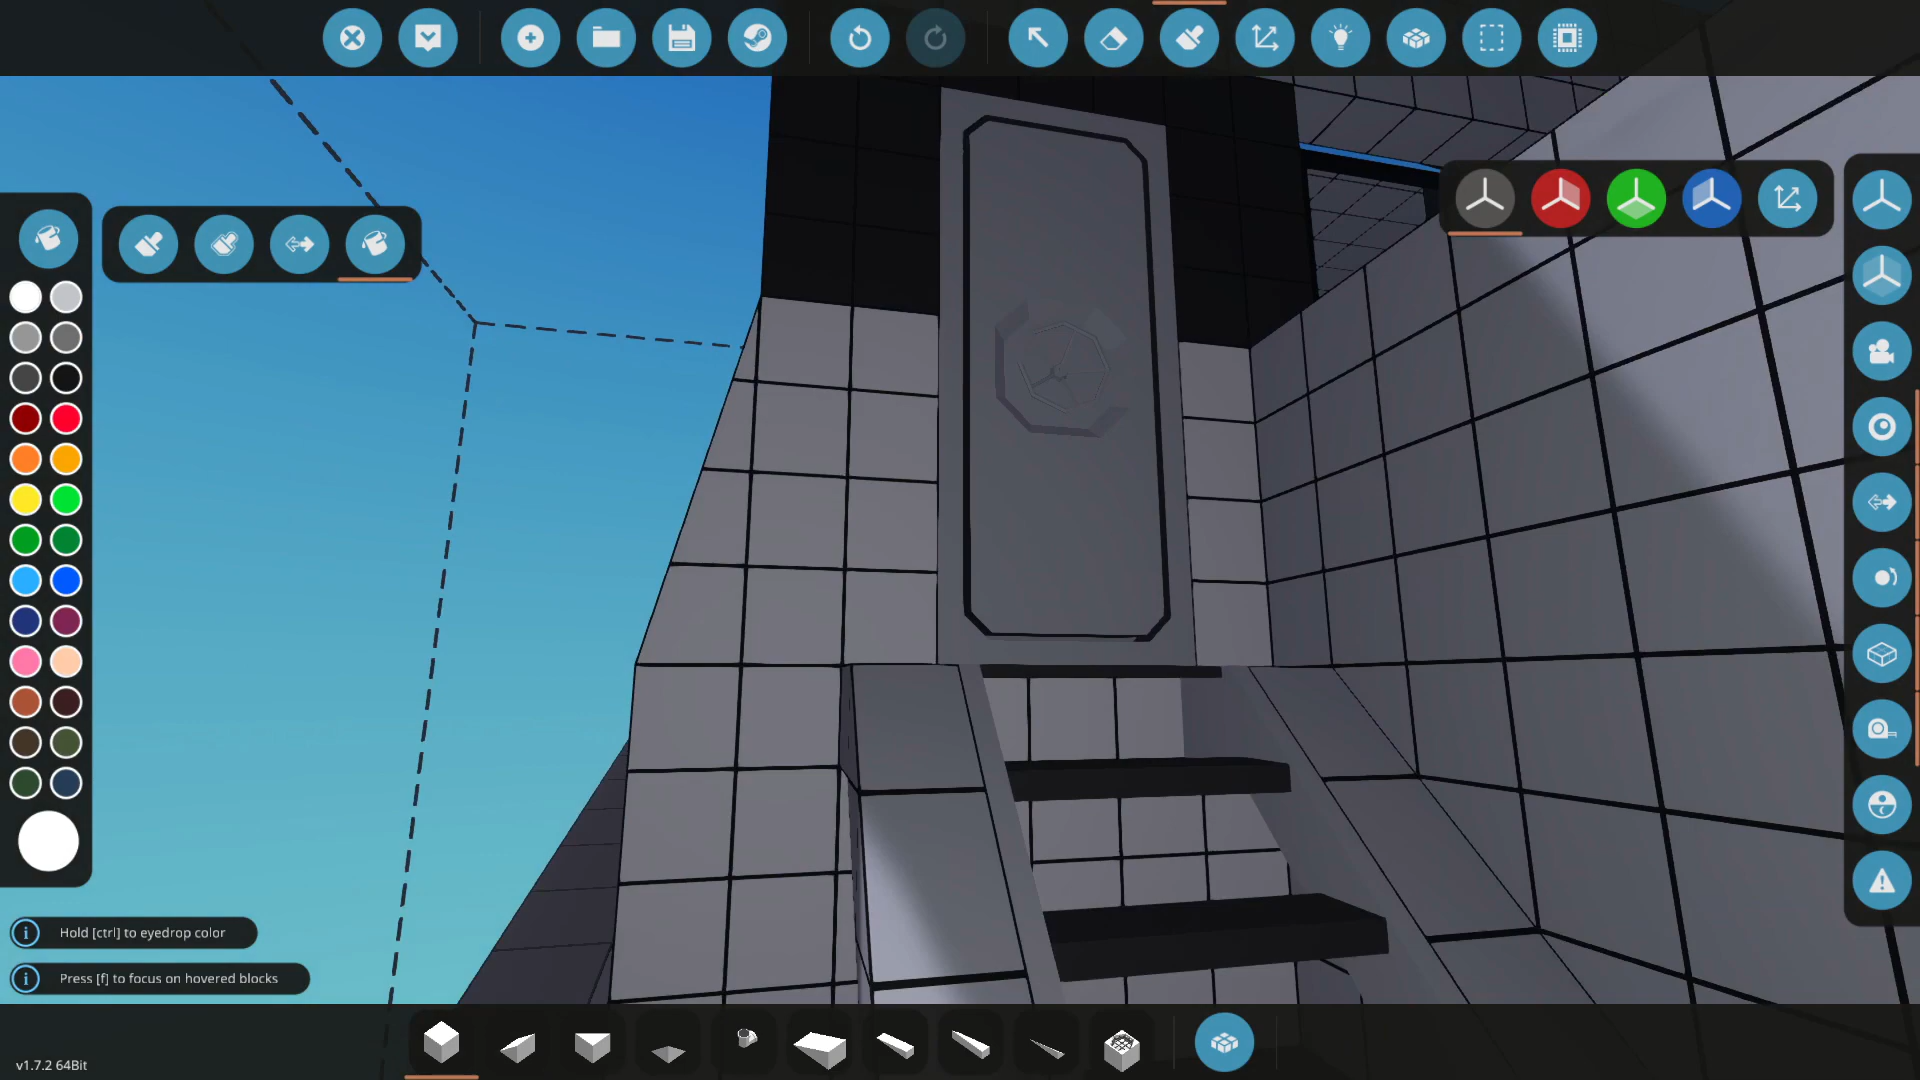 Hold [ctrl] to eyedrop color
Press [f] to focus on hovered blocks
v1.7.2 64Bit